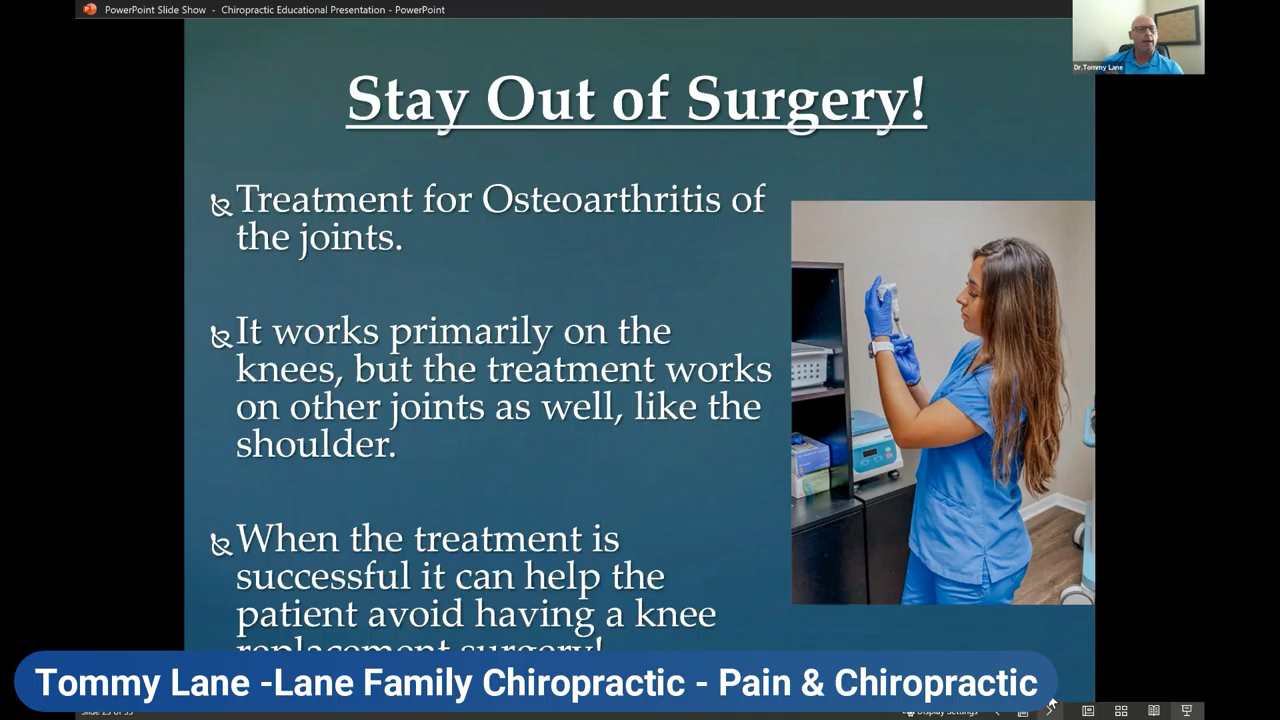 PowerPoint Slide Show - Chiropractic Educational Presentation - PowerPoint
Dr.Tommy Lane
Stay Out of Surgery!
Treatment for Osteoarthritis of
the joints.
It works primarily on the
knees, but the treatment works
on other joints as well, like the
shoulder.
When the treatment is
successful it can help the
patient avoid having a knee
replacement surgery!
Tommy Lane -Lane Family Chiropractic - Pain & Chiropractic
Display Settings